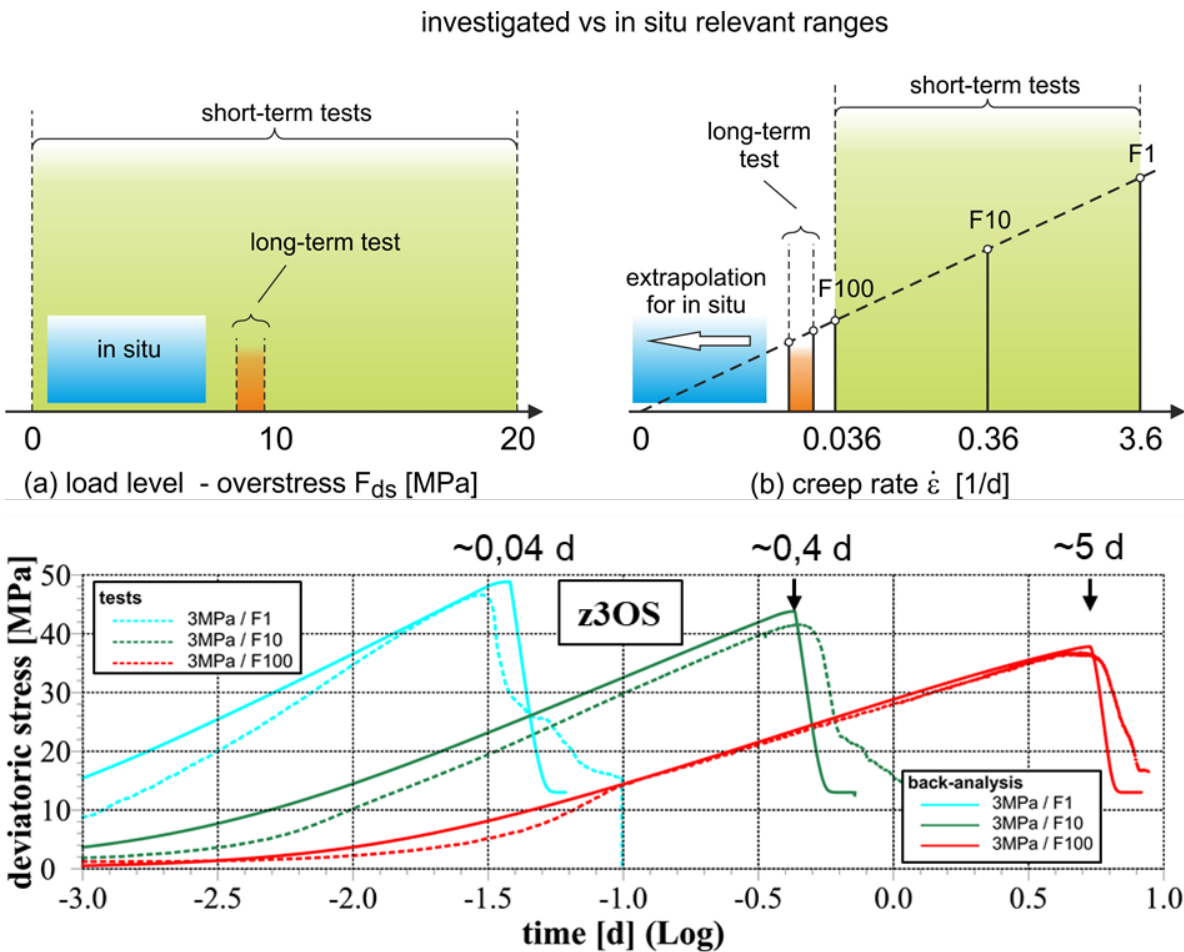 investigated vs in situ relevant ranges
short-term tests
long-term test
in situ
0
10
20
(a) load level - overstress Fds [MPa]
short-term tests
long-term
test
F1
F10
F100
extrapolation
for in situ
0
0.036
0.36
3.6
(b) creep rate ε̇ [1/d]
~0,04 d
~0,4 d
~5 d
deviatoric stress [MPa]
50
40
30
20
10
0
tests
3MPa / F1
3MPa / F10
3MPa / F100
z3OS
back-analysis
3MPa / F1
3MPa / F10
3MPa / F100
-3.0
-2.5
-2.0
-1.5
-1.0
-0.5
0.0
0.5
1.0
time [d] (Log)